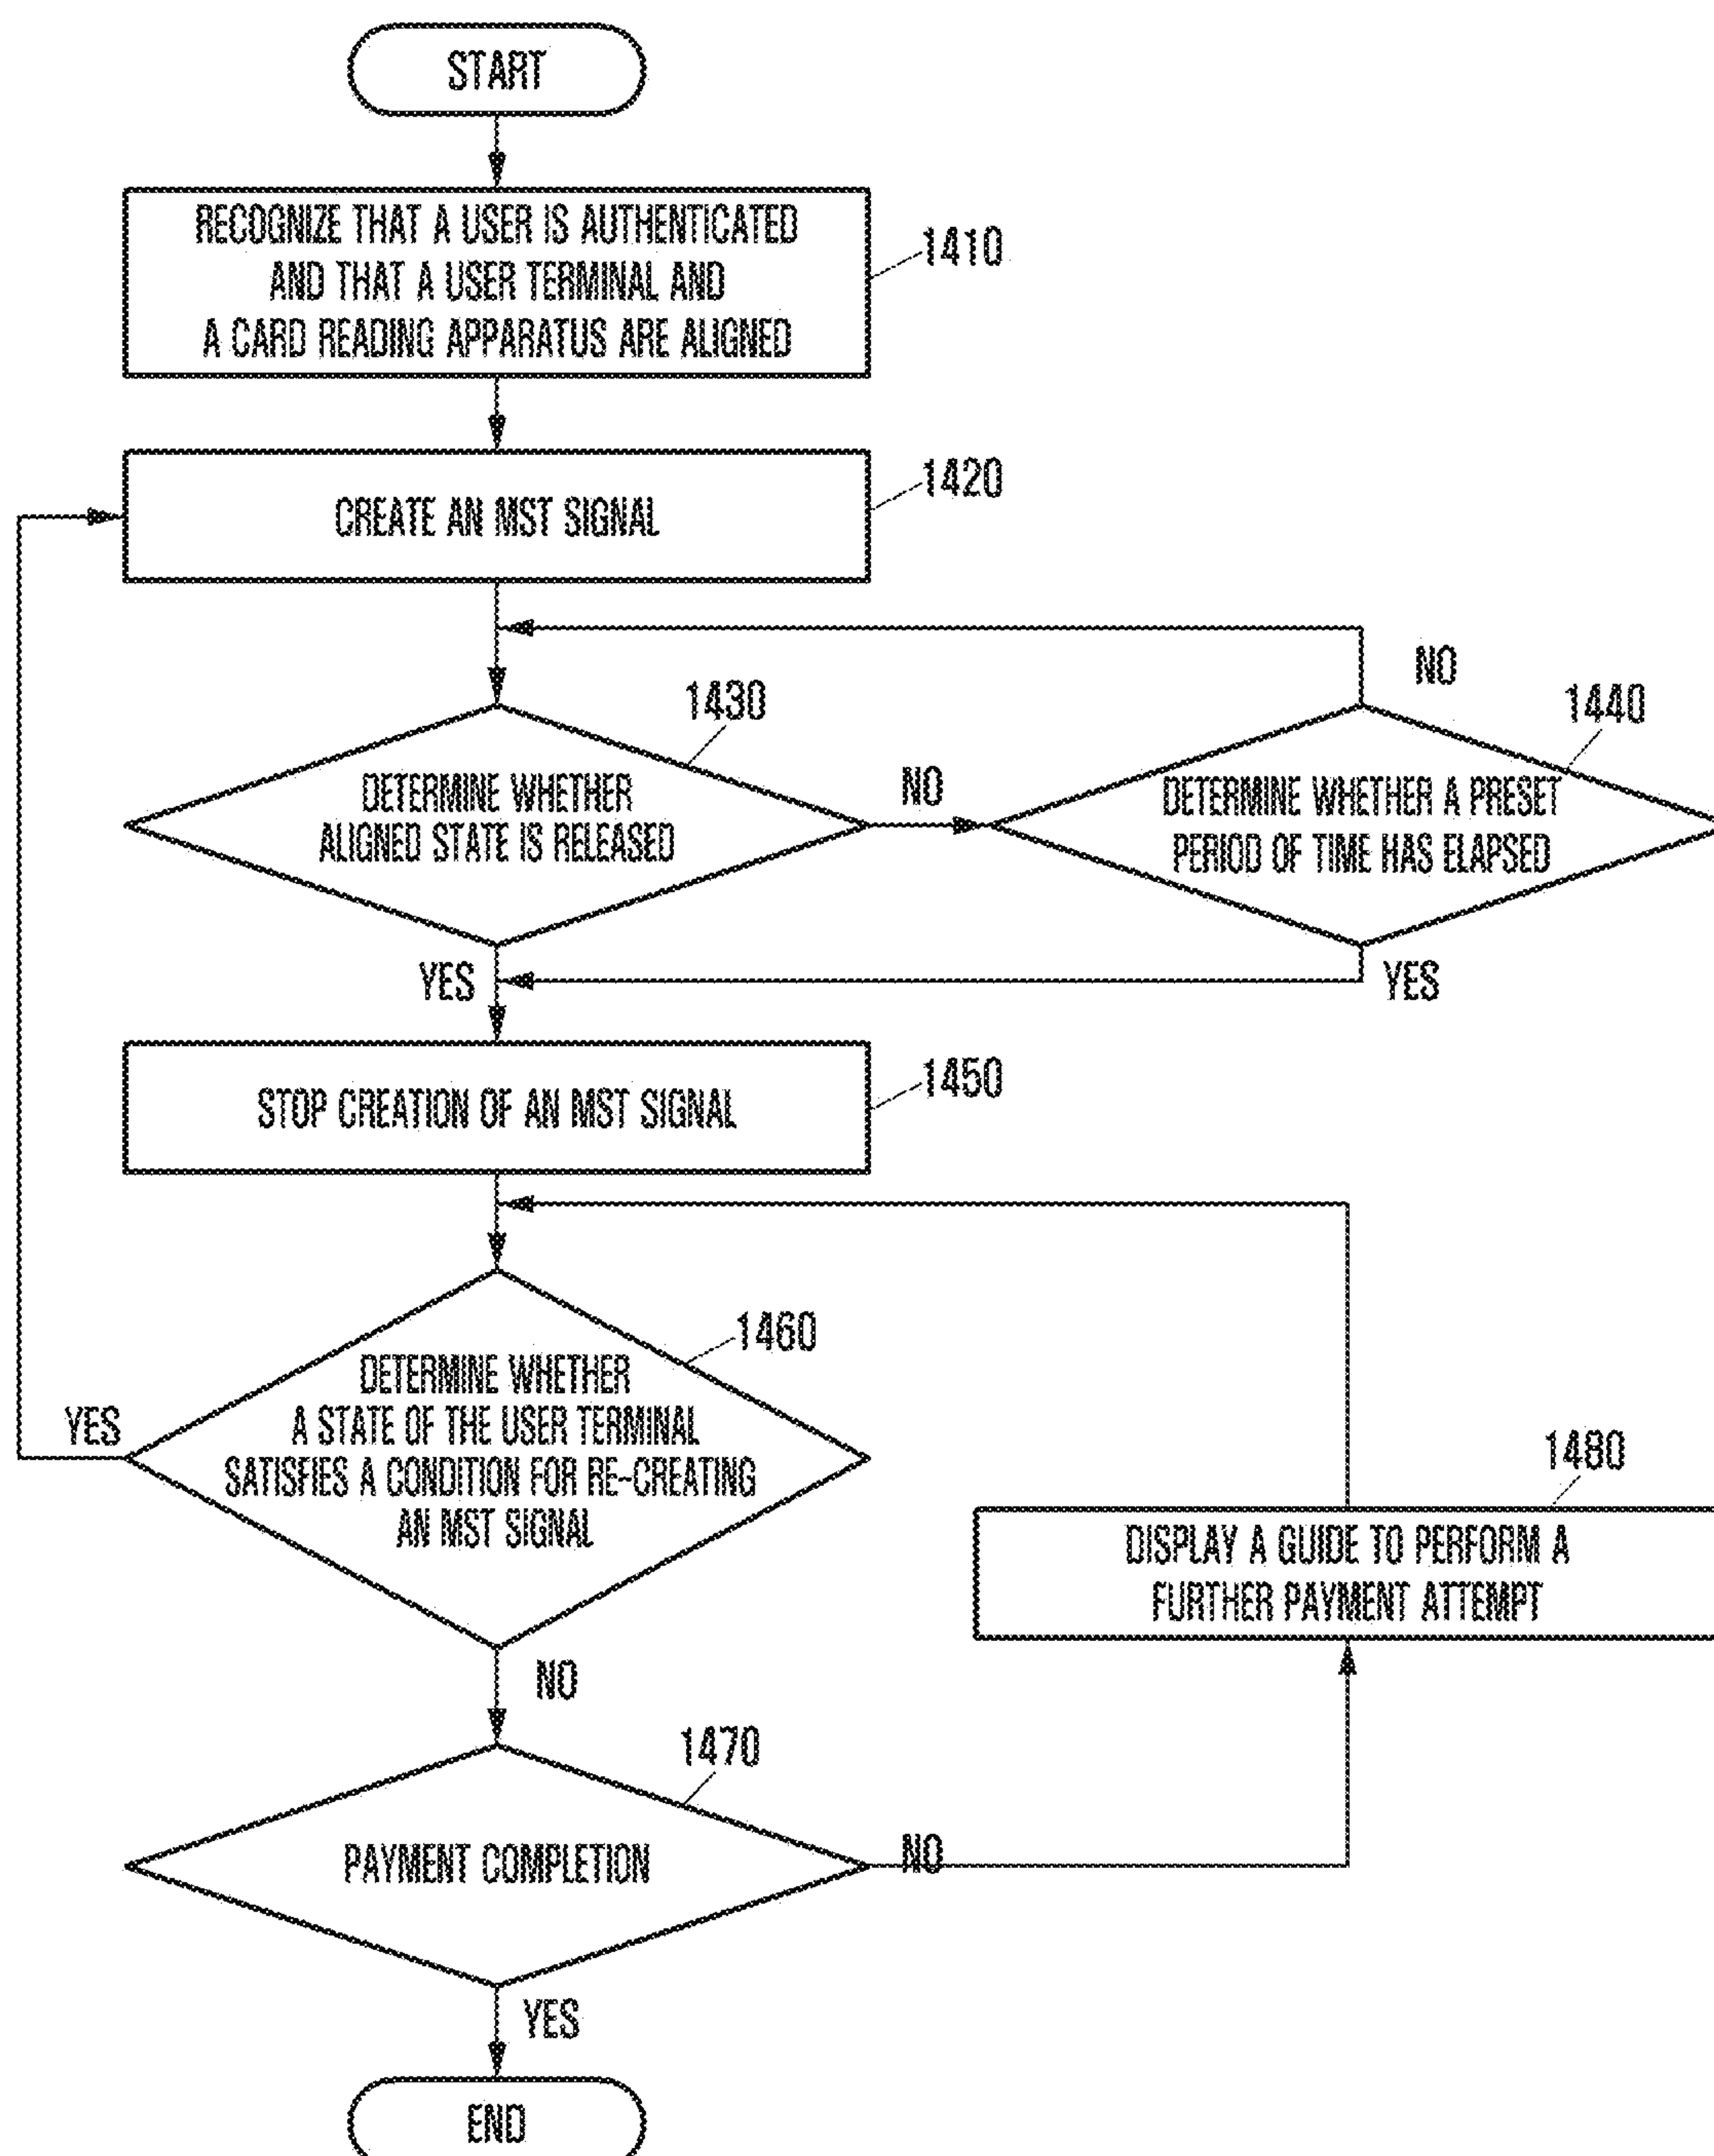 START
RECOGNIZE THAT A USER IS AUTHENTICATED
AND THAT A USER TERMINAL AND
A CARD READING APPARATUS ARE ALIGNED
1410
CREATE AN MST SIGNAL
1420
NO
1430
1440
DETERMINE WHETHER
ALIGNED STATE IS RELEASED
NO
DETERMINE WHETHER A PRESET
PERIOD OF TIME HAS ELAPSED
YES
YES
STOP CREATION OF AN MST SIGNAL
1450
1460
DETERMINE WHETHER
A STATE OF THE USER TERMINAL
SATISFIES A CONDITION FOR RE-CREATING
AN MST SIGNAL
YES
1480
DISPLAY A GUIDE TO PERFORM A
FURTHER PAYMENT ATTEMPT
NO
1470
PAYMENT COMPLETION
NO
YES
END